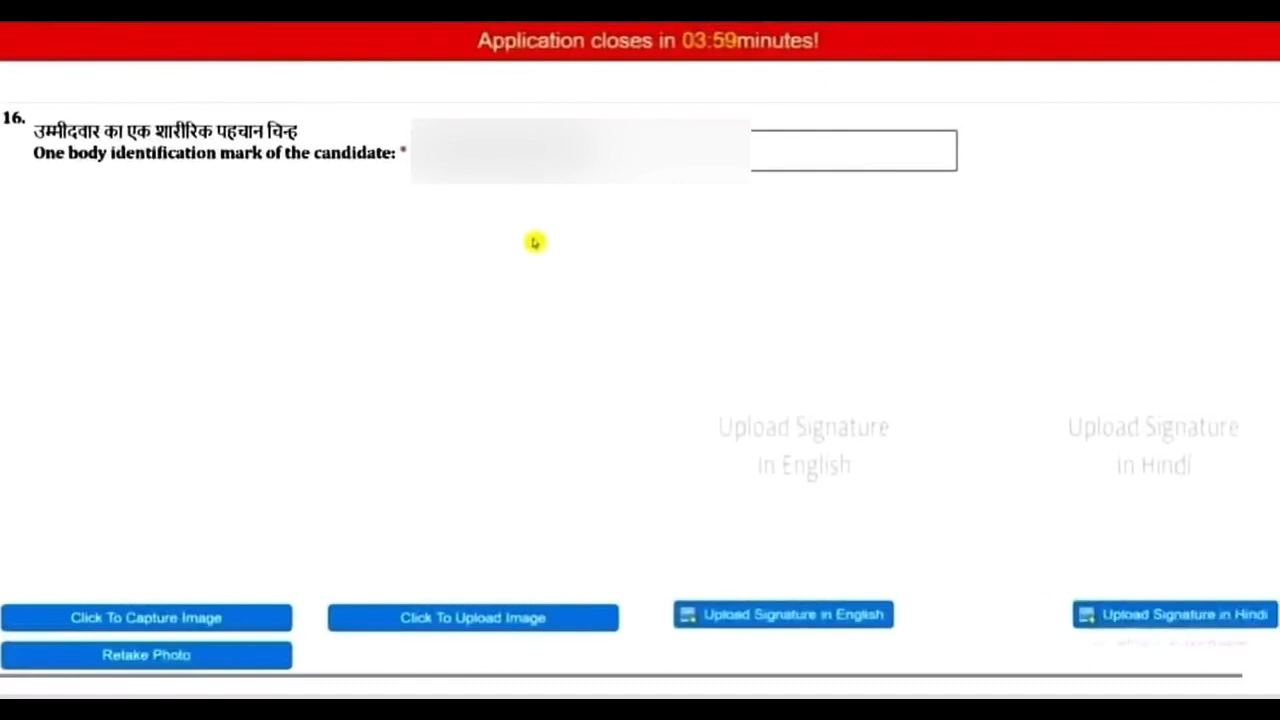 Application closes in 03:59minutes!
16.
उम्मीदवार का एक शारीरिक पहचान चिन्ह
One body identification mark of the candidate: *
Upload Signature
in English
Upload Signature
in Hindi
Click To Capture Image
Click To Upload Image
Upload Signature in English
Upload Signature in Hindi
Retake Photo